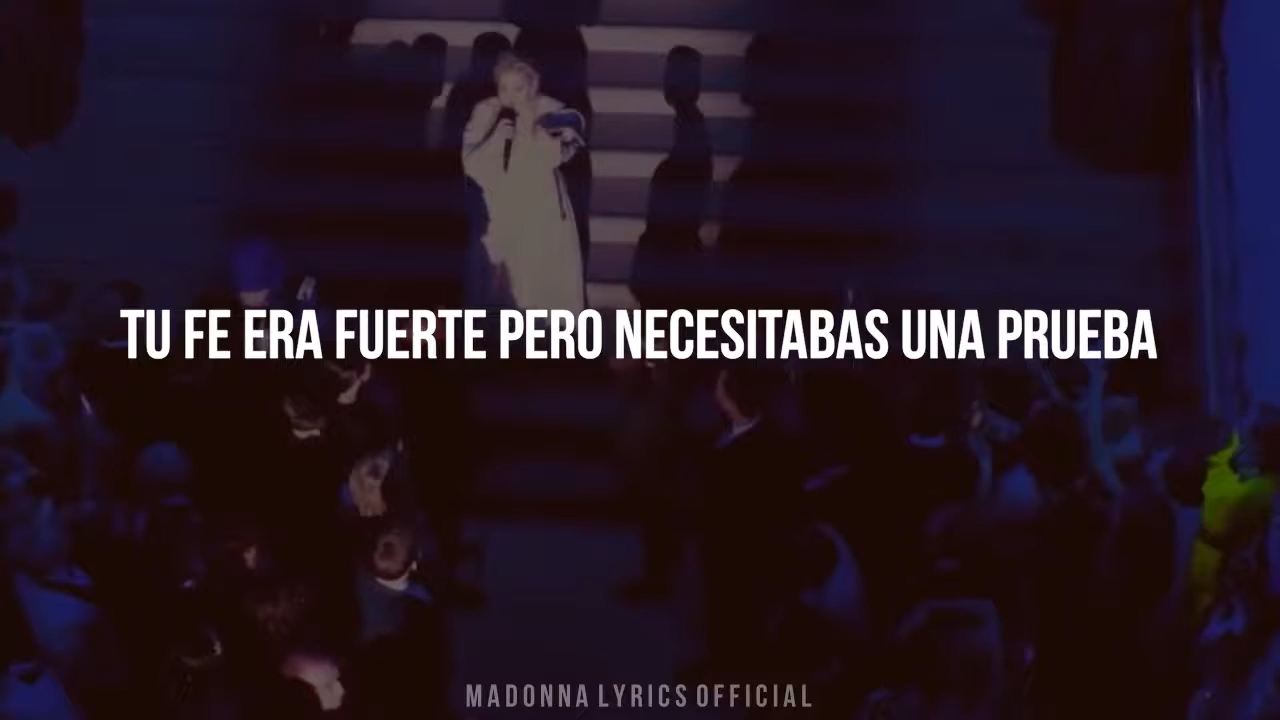 TU FE ERA FUERTE PERO NECESITABAS UNA PRUEBA
MADONNA LYRICS OFFICIAL